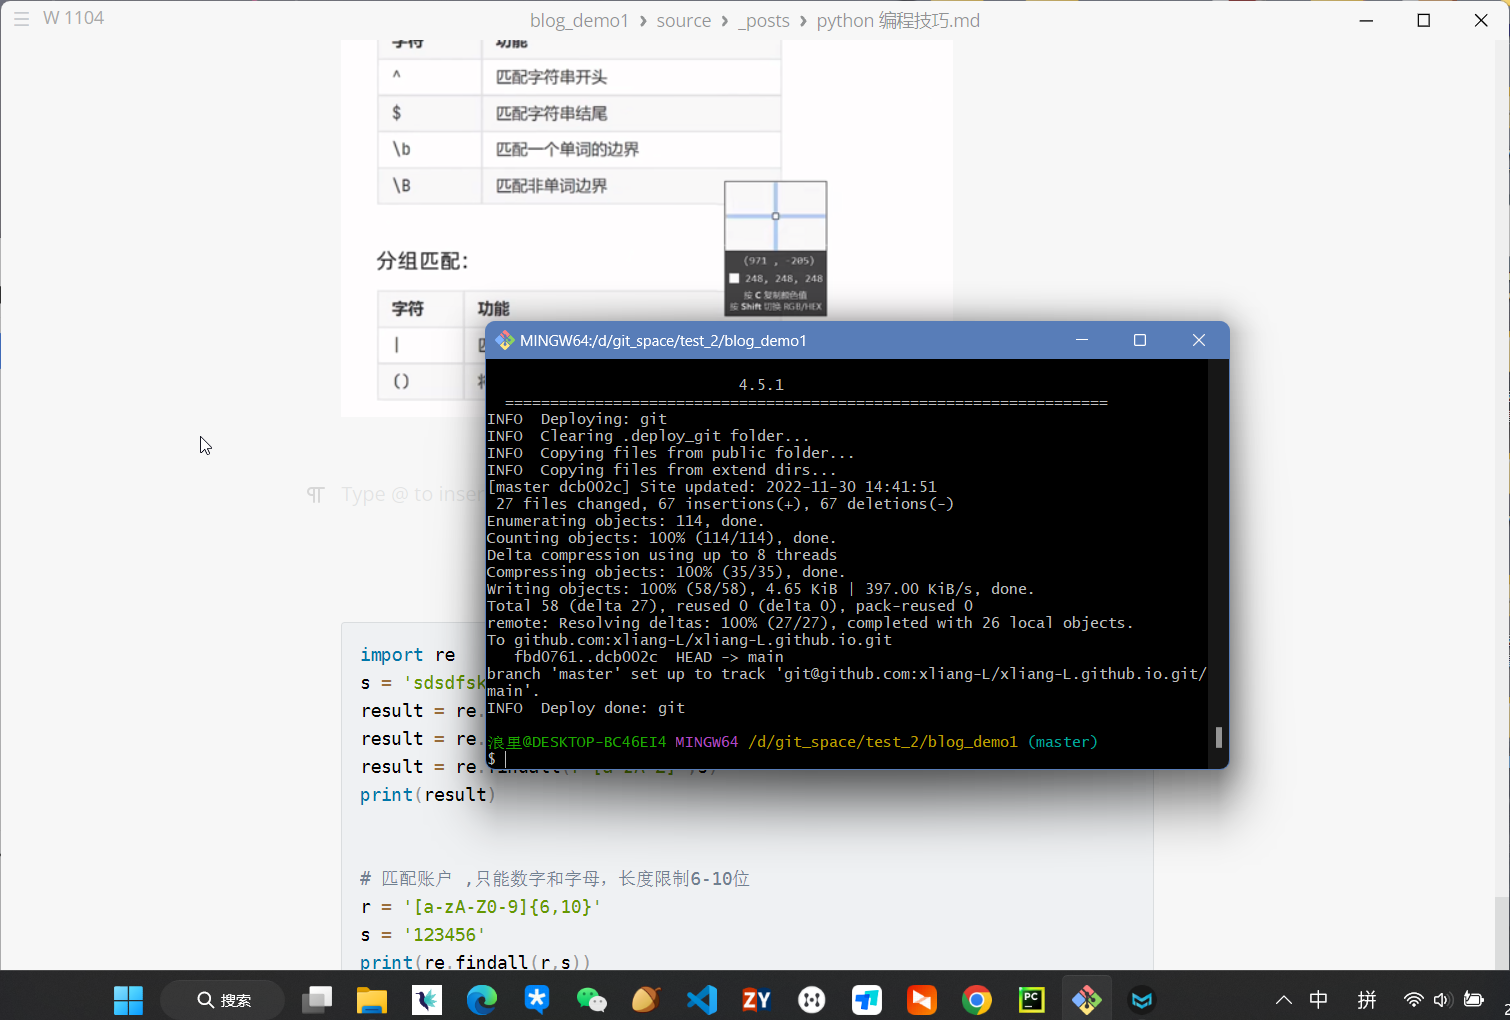 W 1104
blog_demo1 › source › _posts › python 编程技巧.md
字符 功能
^ 匹配字符串开头
$ 匹配字符串结尾
\b 匹配一个单词的边界
\B 匹配非单词边界
(971 , -205)
248, 248, 248
按 C 复制颜色值
按 Shift 切换 RGB/HEX
分组匹配：
字符 功能
|
()
¶ Type @ to inser
MINGW64:/d/git_space/test_2/blog_demo1
4.5.1
===================================================================
INFO  Deploying: git
INFO  Clearing .deploy_git folder...
INFO  Copying files from public folder...
INFO  Copying files from extend dirs...
[master dcb002c] Site updated: 2022-11-30 14:41:51
 27 files changed, 67 insertions(+), 67 deletions(-)
Enumerating objects: 114, done.
Counting objects: 100% (114/114), done.
Delta compression using up to 8 threads
Compressing objects: 100% (35/35), done.
Writing objects: 100% (58/58), 4.65 KiB | 397.00 KiB/s, done.
Total 58 (delta 27), reused 0 (delta 0), pack-reused 0
remote: Resolving deltas: 100% (27/27), completed with 26 local objects.
To github.com:xliang-L/xliang-L.github.io.git
   fbd0761..dcb002c  HEAD -> main
branch 'master' set up to track 'git@github.com:xliang-L/xliang-L.github.io.git/
main'.
INFO  Deploy done: git
浪里@DESKTOP-BC46EI4 MINGW64 /d/git_space/test_2/blog_demo1 (master)
$
import re
s = 'sdsdfsk
result = re.
result = re.
result = re.
print(result)
# 匹配账户 ,只能数字和字母，长度限制6-10位
r = '[a-zA-Z0-9]{6,10}'
s = '123456'
print(re.findall(r,s))
搜索
ZY
PC
中
拼